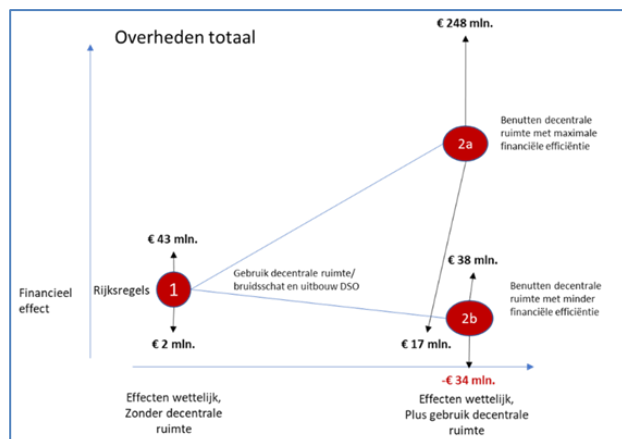 Overheden totaal
€ 248 mln.
2a
Benutten decentrale
ruimte met maximale
financiële efficiëntie
€ 43 mln.
Financieel
effect
Rijksregels
1
Gebruik decentrale ruimte/
bruidsschat en uitbouw DSO
€ 38 mln.
2b
Benutten decentrale
ruimte met minder
financiële efficiëntie
€ 2 mln.
€ 17 mln.
-€ 34 mln.
Effecten wettelijk,
Zonder decentrale
ruimte
Effecten wettelijk,
Plus gebruik decentrale
ruimte